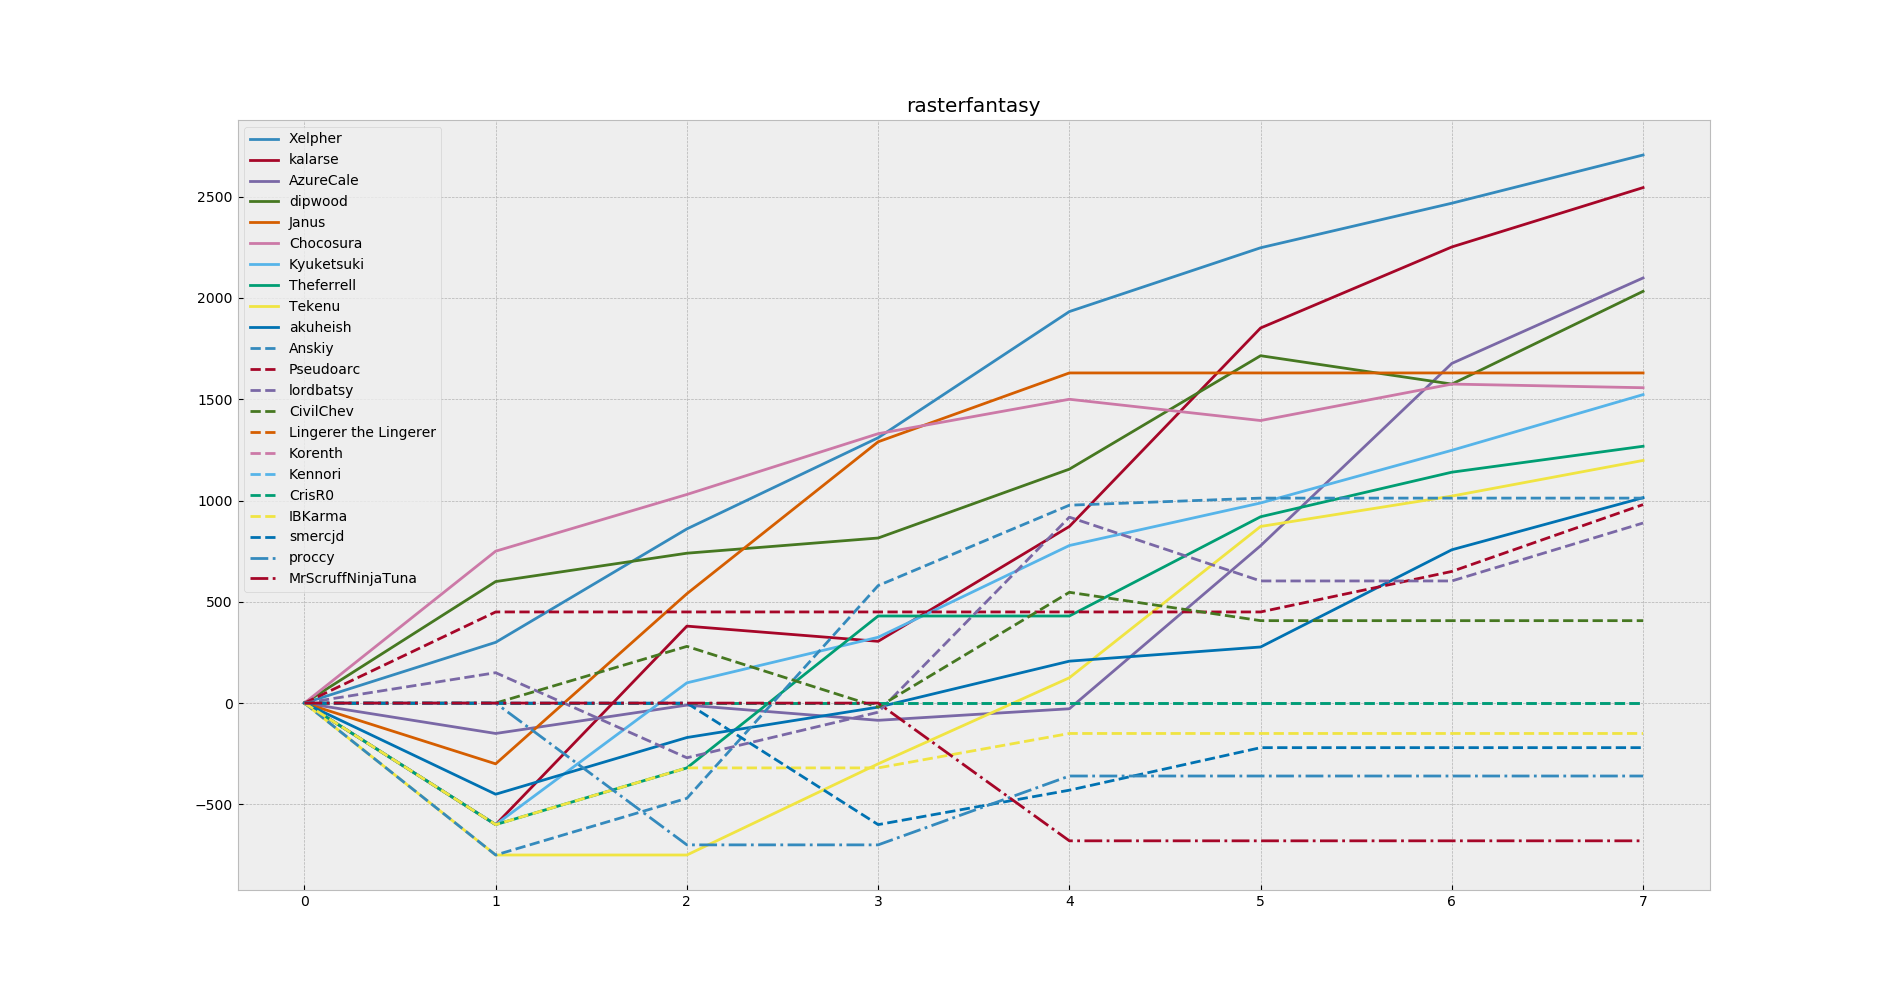 rasterfantasy
Xelpher
kalarse
AzureCale
dipwood
Janus
Chocosura
Kyuketsuki
Theferrell
Tekenu
akuheish
Anskiy
Pseudoarc
lordbatsy
CivilChev
Lingerer the Lingerer
Korenth
Kennori
CrisR0
IBKarma
smercjd
proccy
MrScruffNinjaTuna
2500
2000
1500
1000
500
0
−500
0 1 2 3 4 5 6 7